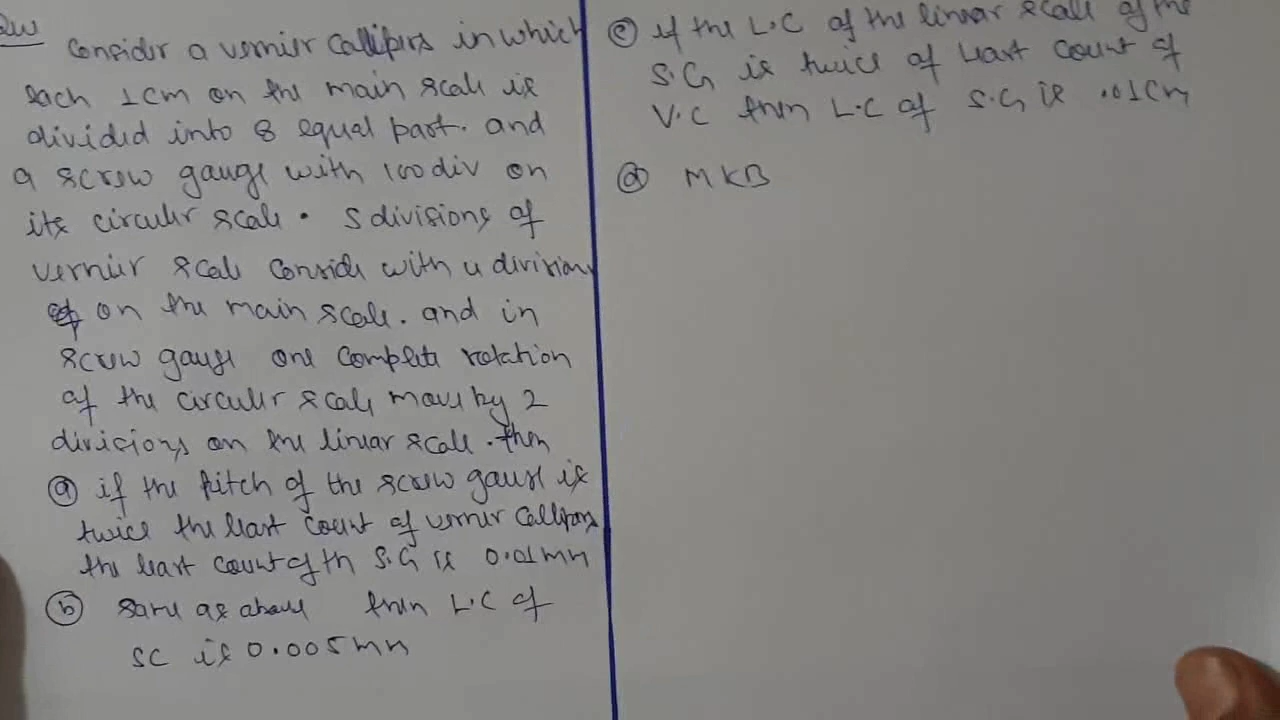 Consider a vernier callipers in which
each 1cm on the main scale is
divided into 8 equal part. and
a screw gauge with 100 div on
its circular scale. 5 divisions of
vernier scale conside with 4 divisions
on the main scale. and in
screw gauge one complete rotation
of the circuler scale move by 2
divisions on the linear scale. then
ⓐ if the pitch of the screw gauge is
twice the least count of verner callipers
the least count of th S.G is 0.01mm
ⓑ same as above then L.C of
SC is 0.005mm
ⓒ if the L.C of the linear scale of the
S.G is twice of least count of
V.C then L.C of S.G is .01cm
ⓓ MKB